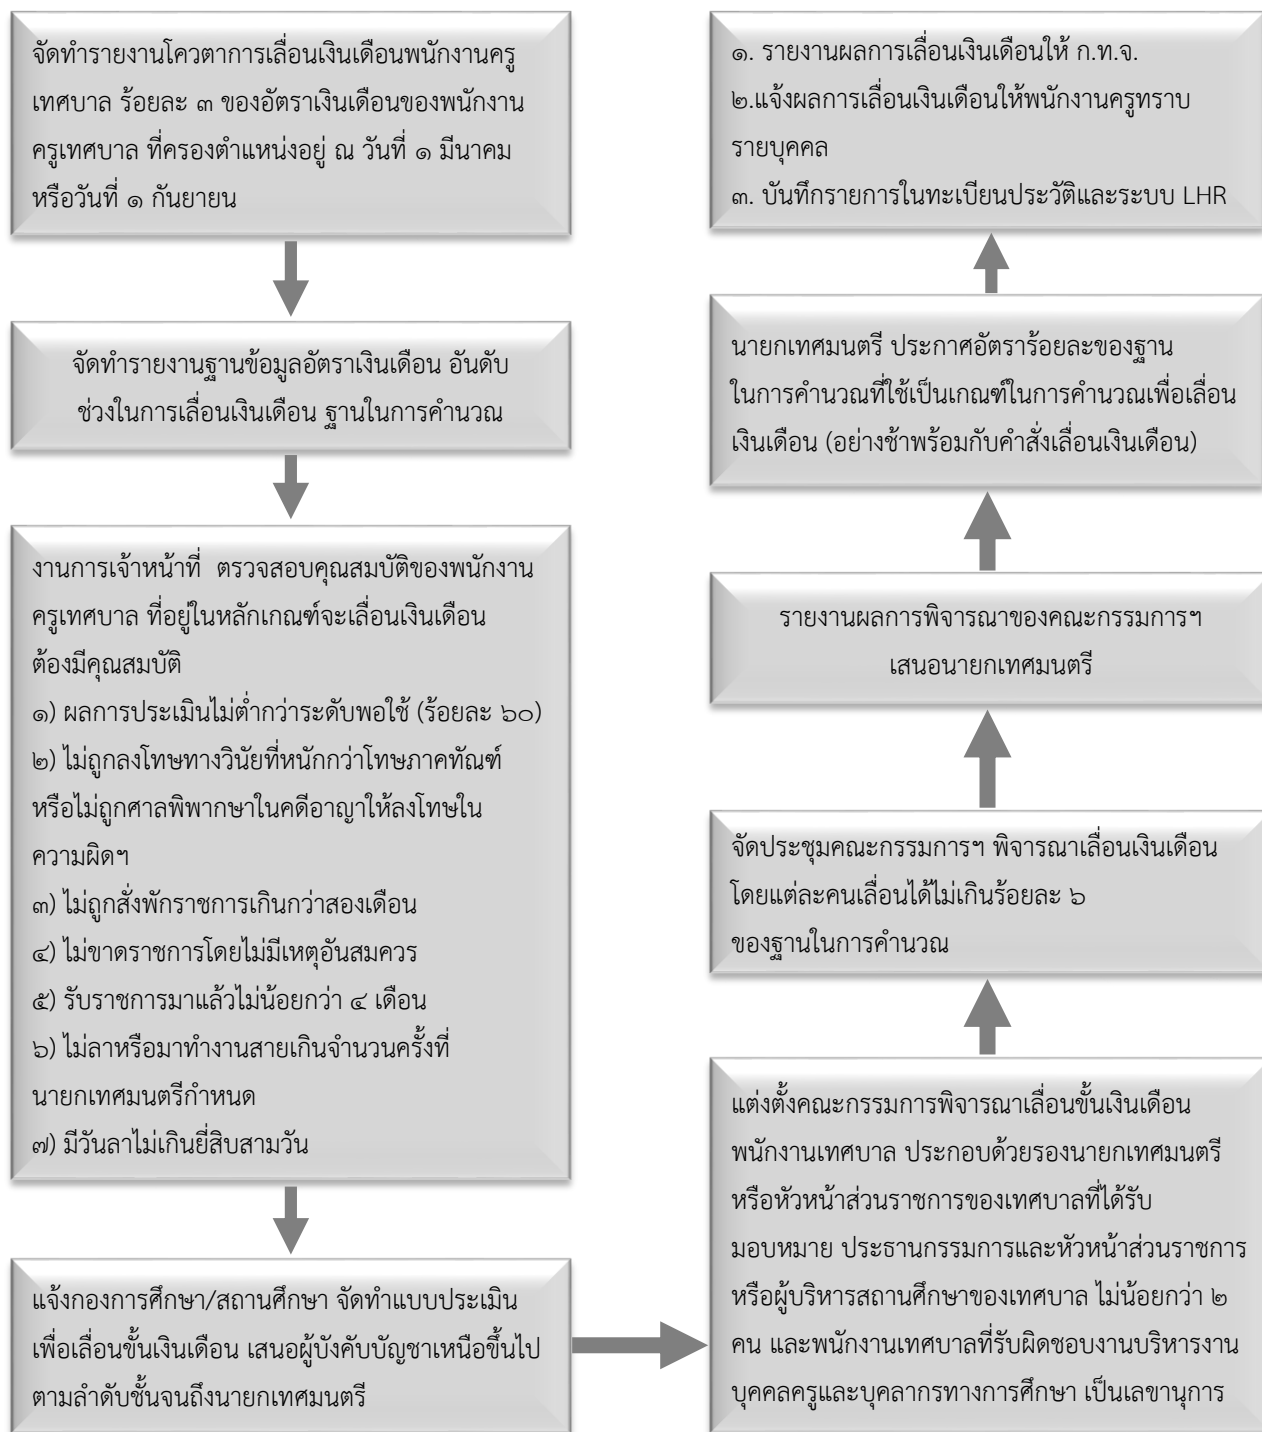 จัดทำรายงานโควตาการเลื่อนเงินเดือนพนักงานครู
เทศบาล ร้อยละ ๓ ของอัตราเงินเดือนของพนักงาน
ครูเทศบาล ที่ครองตำแหน่งอยู่ ณ วันที่ ๑ มีนาคม
หรือวันที่ ๑ กันยายน
จัดทำรายงานฐานข้อมูลอัตราเงินเดือน อันดับ
ช่วงในการเลื่อนเงินเดือน ฐานในการคำนวณ
งานการเจ้าหน้าที่ ตรวจสอบคุณสมบัติของพนักงาน
ครูเทศบาล ที่อยู่ในหลักเกณฑ์จะเลื่อนเงินเดือน
ต้องมีคุณสมบัติ
๑) ผลการประเมินไม่ต่ำกว่าระดับพอใช้ (ร้อยละ ๖๐)
๒) ไม่ถูกลงโทษทางวินัยที่หนักกว่าโทษภาคทัณฑ์
หรือไม่ถูกศาลพิพากษาในคดีอาญาให้ลงโทษใน
ความผิดฯ
๓) ไม่ถูกสั่งพักราชการเกินกว่าสองเดือน
๔) ไม่ขาดราชการโดยไม่มีเหตุอันสมควร
๕) รับราชการมาแล้วไม่น้อยกว่า ๔ เดือน
๖) ไม่ลาหรือมาทำงานสายเกินจำนวนครั้งที่
นายกเทศมนตรีกำหนด
๗) มีวันลาไม่เกินยี่สิบสามวัน
แจ้งกองการศึกษา/สถานศึกษา จัดทำแบบประเมิน
เพื่อเลื่อนขั้นเงินเดือน เสนอผู้บังคับบัญชาเหนือขึ้นไป
ตามลำดับชั้นจนถึงนายกเทศมนตรี
แต่งตั้งคณะกรรมการพิจารณาเลื่อนขั้นเงินเดือน
พนักงานเทศบาล ประกอบด้วยรองนายกเทศมนตรี
หรือหัวหน้าส่วนราชการของเทศบาลที่ได้รับ
มอบหมาย ประธานกรรมการและหัวหน้าส่วนราชการ
หรือผู้บริหารสถานศึกษาของเทศบาล ไม่น้อยกว่า ๒
คน และพนักงานเทศบาลที่รับผิดชอบงานบริหารงาน
บุคคลครูและบุคลากรทางการศึกษา เป็นเลขานุการ
จัดประชุมคณะกรรมการฯ พิจารณาเลื่อนเงินเดือน
โดยแต่ละคนเลื่อนได้ไม่เกินร้อยละ ๖
ของฐานในการคำนวณ
รายงานผลการพิจารณาของคณะกรรมการฯ
เสนอนายกเทศมนตรี
นายกเทศมนตรี ประกาศอัตราร้อยละของฐาน
ในการคำนวณที่ใช้เป็นเกณฑ์ในการคำนวณเพื่อเลื่อน
เงินเดือน (อย่างช้าพร้อมกับคำสั่งเลื่อนเงินเดือน)
๑. รายงานผลการเลื่อนเงินเดือนให้ ก.ท.จ.
๒.แจ้งผลการเลื่อนเงินเดือนให้พนักงานครูทราบ
รายบุคคล
๓. บันทึกรายการในทะเบียนประวัติและระบบ LHR